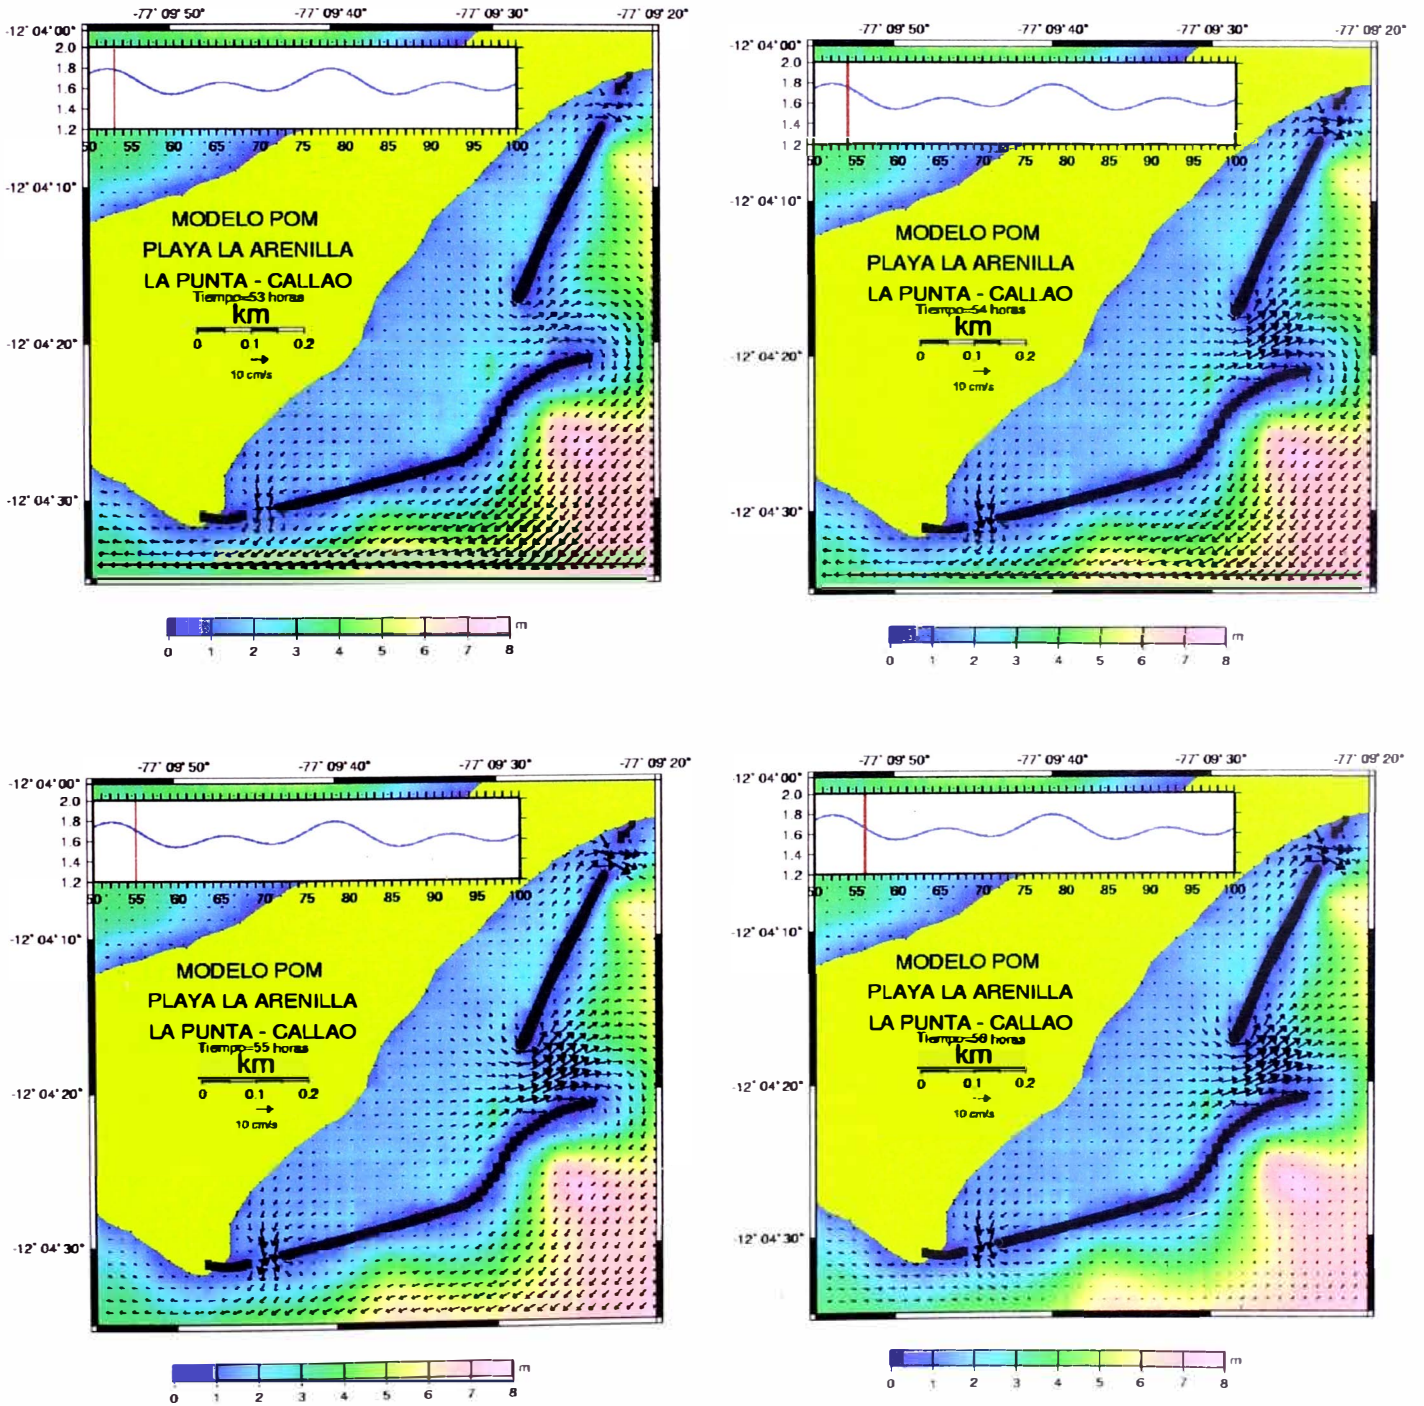 -77° 09' 50" -77° 09' 40" -77° 09' 30" -77° 09' 20"
-12° 04' 00"
2.0
1.8
1.6
1.4
1.2
50 55 60 65 70 75 80 85 90 95 100
-12° 04' 10"
MODELO POM
PLAYA LA ARENILLA
LA PUNTA - CALLAO
Tiempo=53 horas
km
0 0.1 0.2
10 cm/s
-12° 04' 20"
-12° 04' 30"
m
0 1 2 3 4 5 6 7 8
-77° 09' 50" -77° 09' 40" -77° 09' 30" -77° 09' 20"
-12° 04' 00"
2.0
1.8
1.6
1.4
1.2
50 55 60 65 70 75 80 85 90 95 100
-12° 04' 10"
MODELO POM
PLAYA LA ARENILLA
LA PUNTA - CALLAO
Tiempo=54 horas
km
0 0.1 0.2
10 cm/s
-12° 04' 20"
-12° 04' 30"
m
0 1 2 3 4 5 6 7 8
-77° 09' 50" -77° 09' 40" -77° 09' 30" -77° 09' 20"
-12° 04' 00"
2.0
1.8
1.6
1.4
1.2
50 55 60 65 70 75 80 85 90 95 100
-12° 04' 10"
MODELO POM
PLAYA LA ARENILLA
LA PUNTA - CALLAO
Tiempo=55 horas
km
0 0.1 0.2
10 cm/s
-12° 04' 20"
-12° 04' 30"
m
0 1 2 3 4 5 6 7 8
-77° 09' 50" -77° 09' 40" -77° 09' 30" -77° 09' 20"
-12° 04' 00"
2.0
1.8
1.6
1.4
1.2
50 55 60 65 70 75 80 85 90 95 100
-12° 04' 10"
MODELO POM
PLAYA LA ARENILLA
LA PUNTA - CALLAO
Tiempo=56 horas
km
0 0.1 0.2
10 cm/s
-12° 04' 20"
-12° 04' 30"
m
0 1 2 3 4 5 6 7 8